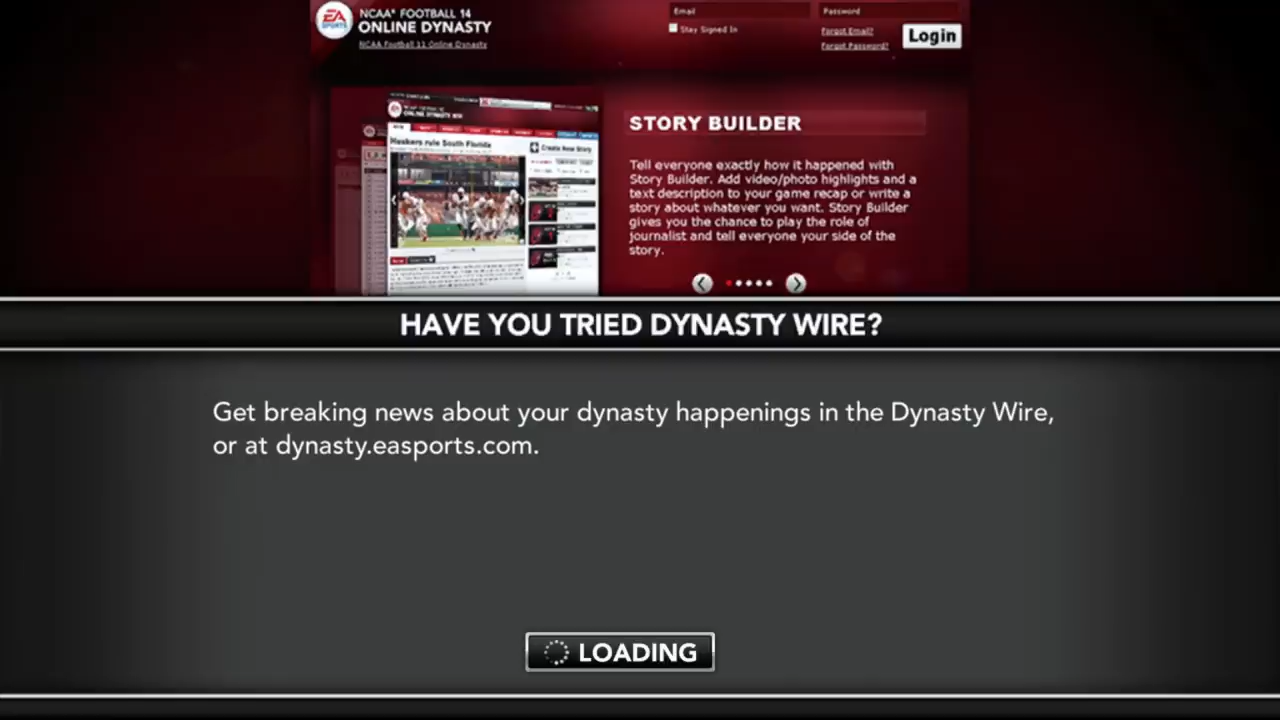 EA SPORTS
NCAA® FOOTBALL 14
ONLINE DYNASTY
NCAA Football 11 Online Dynasty
Email
Password
Stay Signed In
Forgot Email?
Forgot Password?
Login
Huskers rule South Florida
Create New Story
STORY BUILDER
Tell everyone exactly how it happened with
Story Builder. Add video/photo highlights and a
text description to your game recap or write a
story about whatever you want. Story Builder
gives you the chance to play the role of
journalist and tell everyone your side of the
story.
HAVE YOU TRIED DYNASTY WIRE?
Get breaking news about your dynasty happenings in the Dynasty Wire,
or at dynasty.easports.com.
LOADING